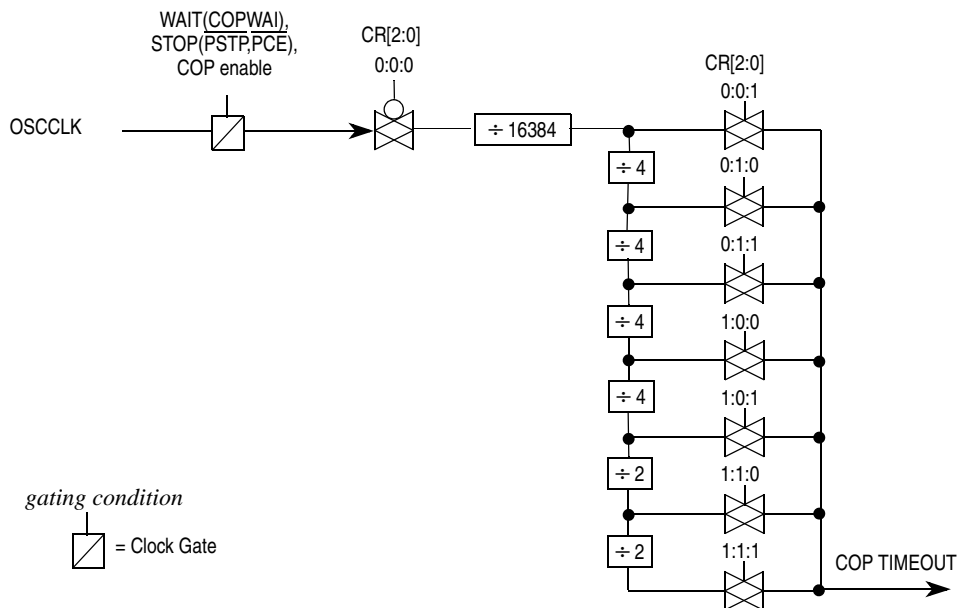 WAIT(COPWAI),
STOP(PSTP,PCE),
COP enable
CR[2:0]
0:0:0
CR[2:0]
0:0:1
OSCCLK
÷ 16384
÷ 4
0:1:0
÷ 4
0:1:1
÷ 4
1:0:0
÷ 4
1:0:1
÷ 2
1:1:0
÷ 2
1:1:1
gating condition
= Clock Gate
COP TIMEOUT